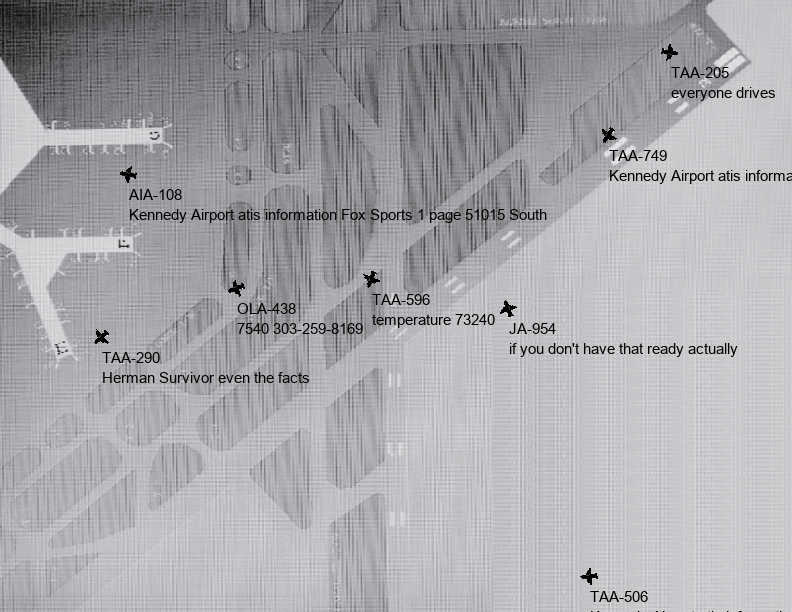 TAA-205
everyone drives
TAA-749
Kennedy Airport atis informa
AIA-108
Kennedy Airport atis information Fox Sports 1 page 51015 South
OLA-438
7540 303-259-8169
TAA-596
temperature 73240
JA-954
if you don't have that ready actually
TAA-290
Herman Survivor even the facts
TAA-506